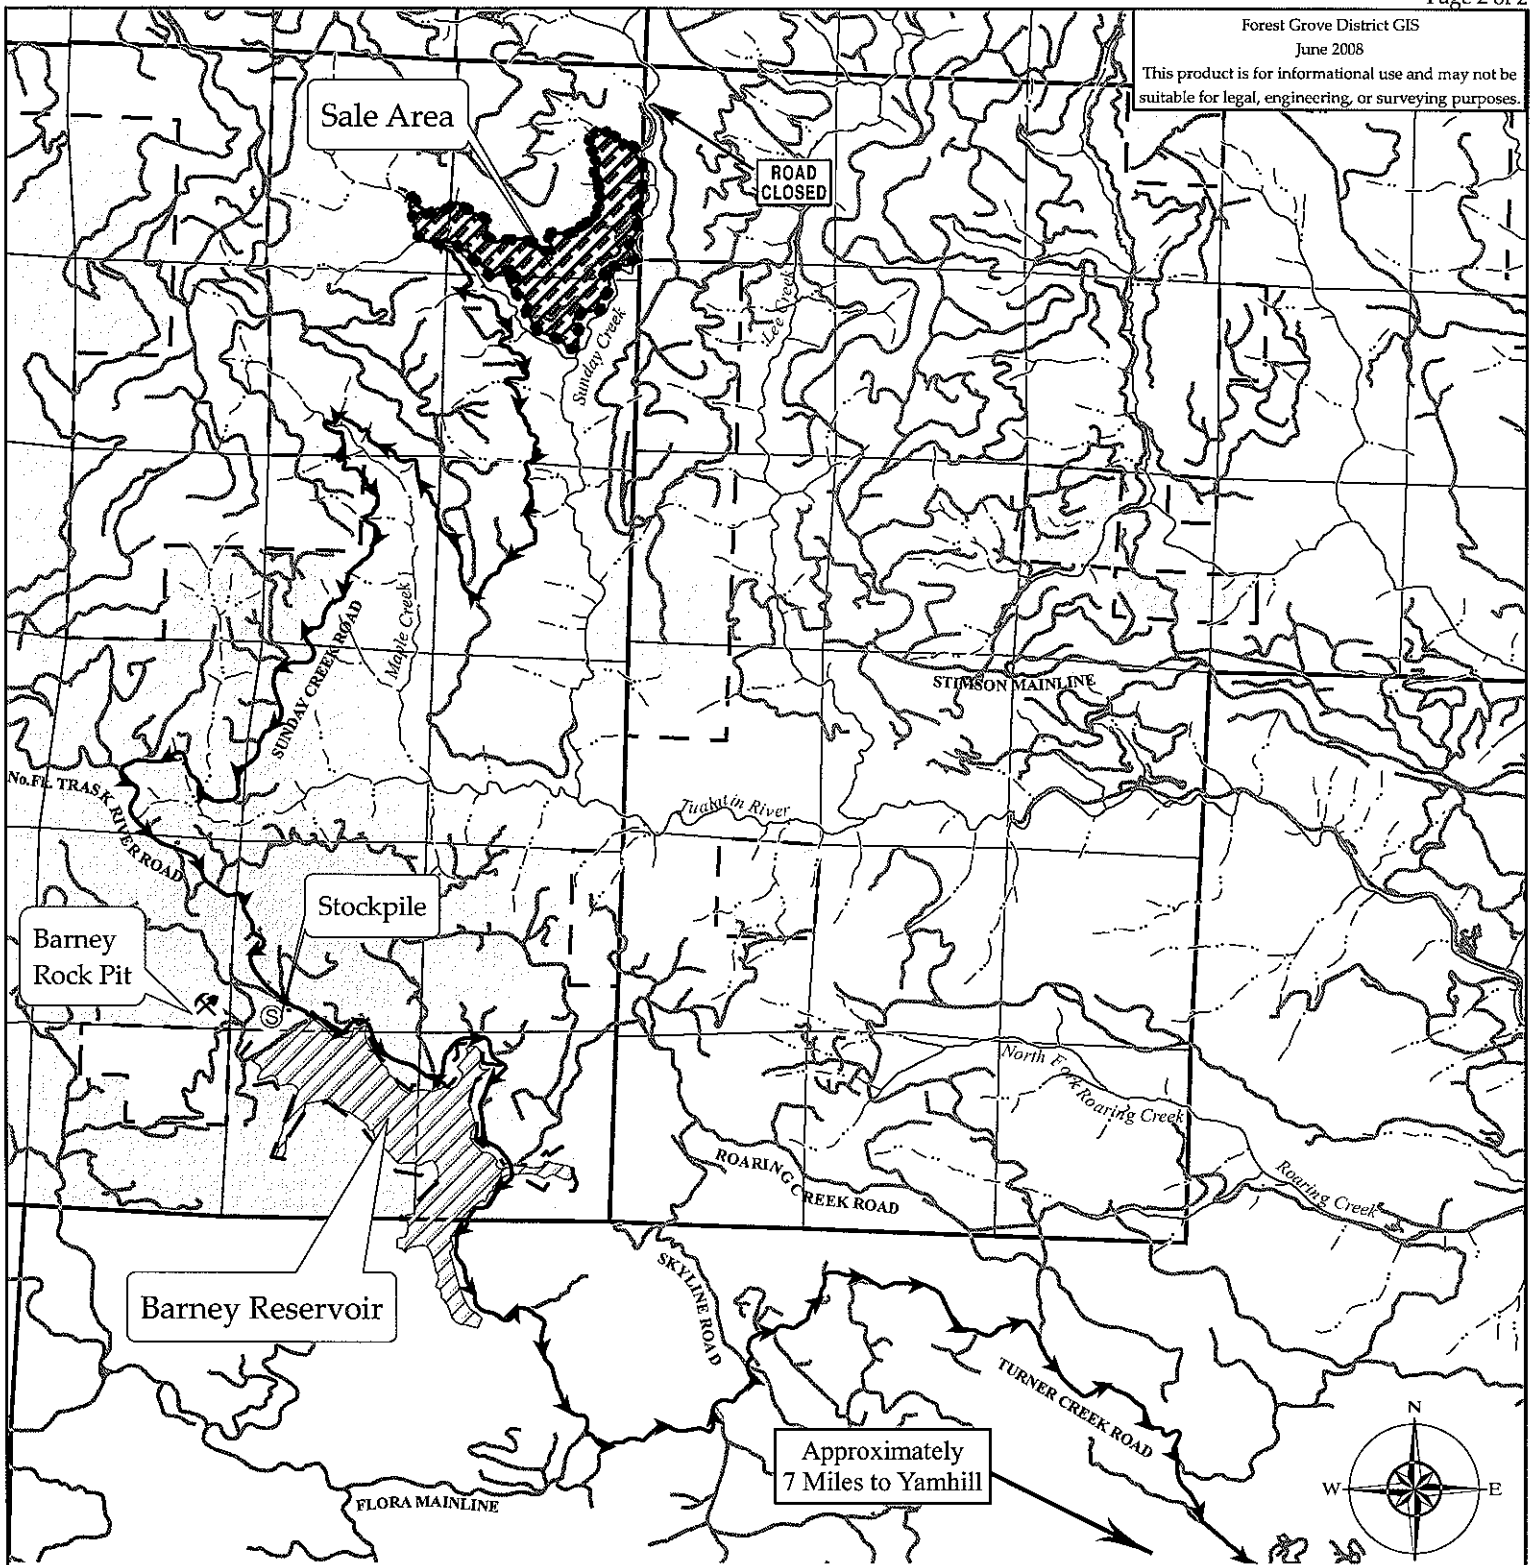 Page 2 of 2
Forest Grove District GIS
June 2008
This product is for informational use and may not be
suitable for legal, engineering, or surveying purposes.
Sale Area
ROAD
CLOSED
Lee Creek
Sunday Creek
Maple Creek
SUNDAY CREEK ROAD
STIMSON MAINLINE
No.Fk. TRASK RIVER ROAD
Tualatin River
Stockpile
Barney
Rock Pit
S
North Fork Roaring Creek
ROARING CREEK ROAD
Roaring Creek
SKYLINE ROAD
Barney Reservoir
TURNER CREEK ROAD
Approximately
7 Miles to Yamhill
FLORA MAINLINE
N
W
E